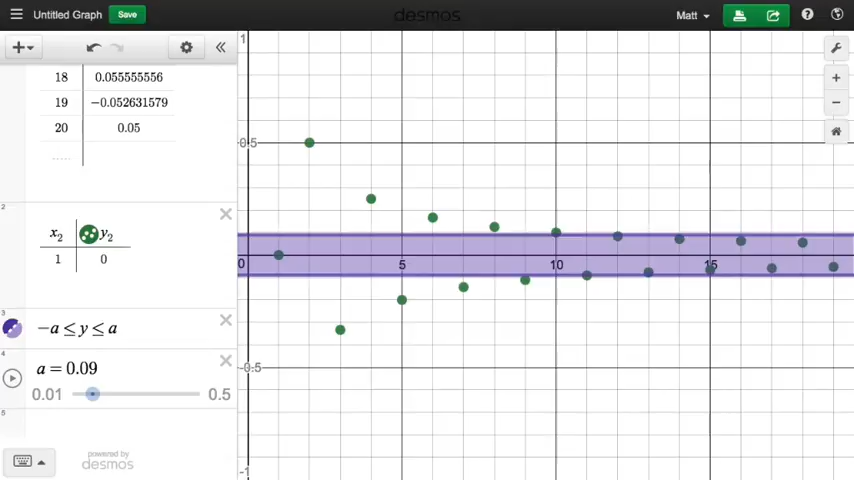 Untitled Graph Save desmos Matt
18 0.055555556
19 −0.052631579
20 0.05
.....
2
x₂ y₂
1 0
3
−a ≤ y ≤ a
4
a = 0.09
0.01 0.5
5
powered by
desmos
1
0.5
0 5 10 15
-0.5
-1